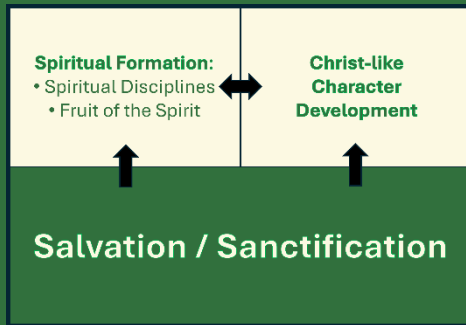 Spiritual Formation:
• Spiritual Disciplines
• Fruit of the Spirit
Christ-like
Character
Development
Salvation / Sanctification